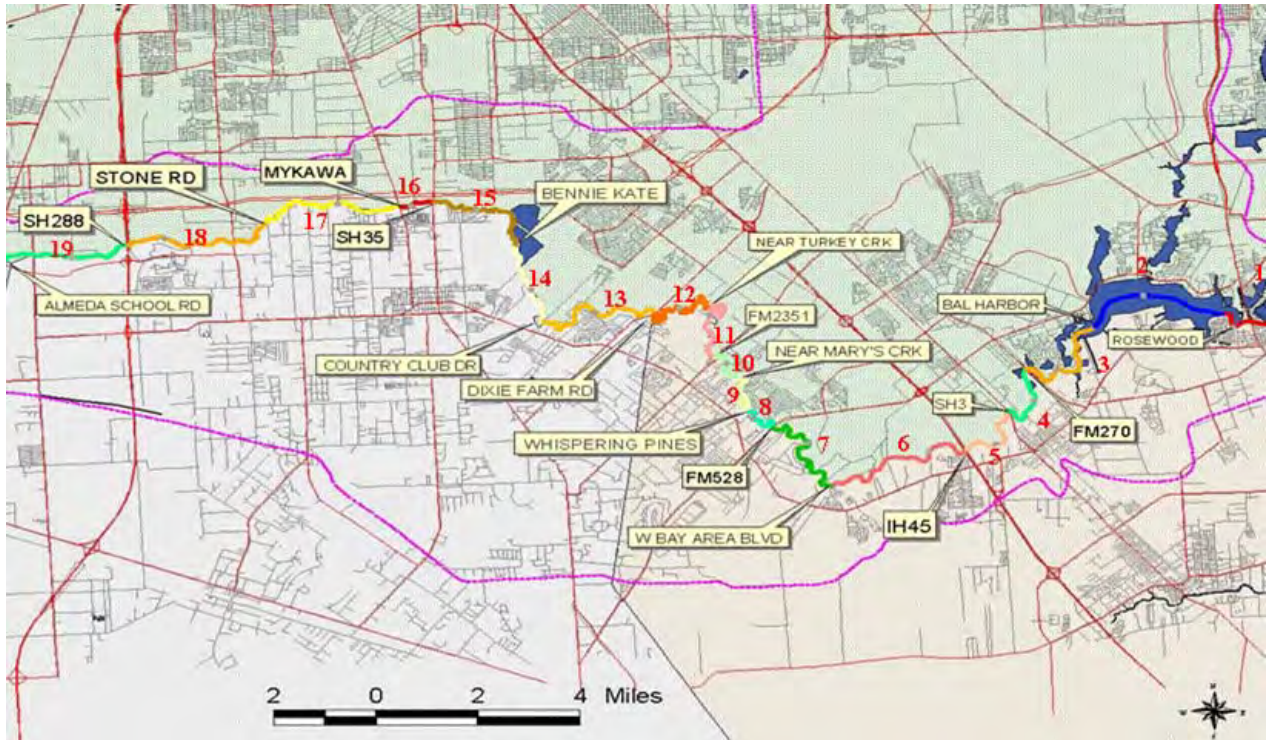 STONE RD
MYKAWA
16
15
BENNIE KATE
SH288
17
SH35
19
18
14
NEAR TURKEY CRK
2
1
ALMEDA SCHOOL RD
13
12
BAL HARBOR
FM2351
11
ROSEWOOD
COUNTRY CLUB DR
10
NEAR MARY'S CRK
3
DIXIE FARM RD
9
8
SH3
4
WHISPERING PINES
FM270
7
6
5
FM528
IH45
W BAY AREA BLVD
2 0 2 4 Miles